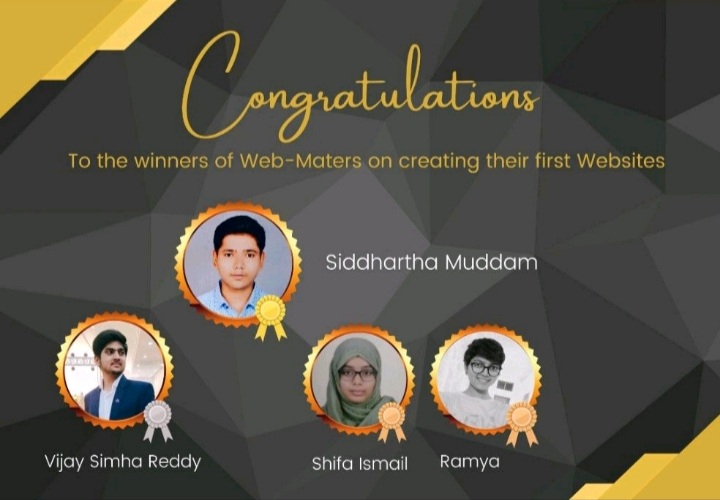 Congratulations
To the winners of Web-Maters on creating their first Websites
Siddhartha Muddam
Vijay Simha Reddy
Shifa Ismail
Ramya